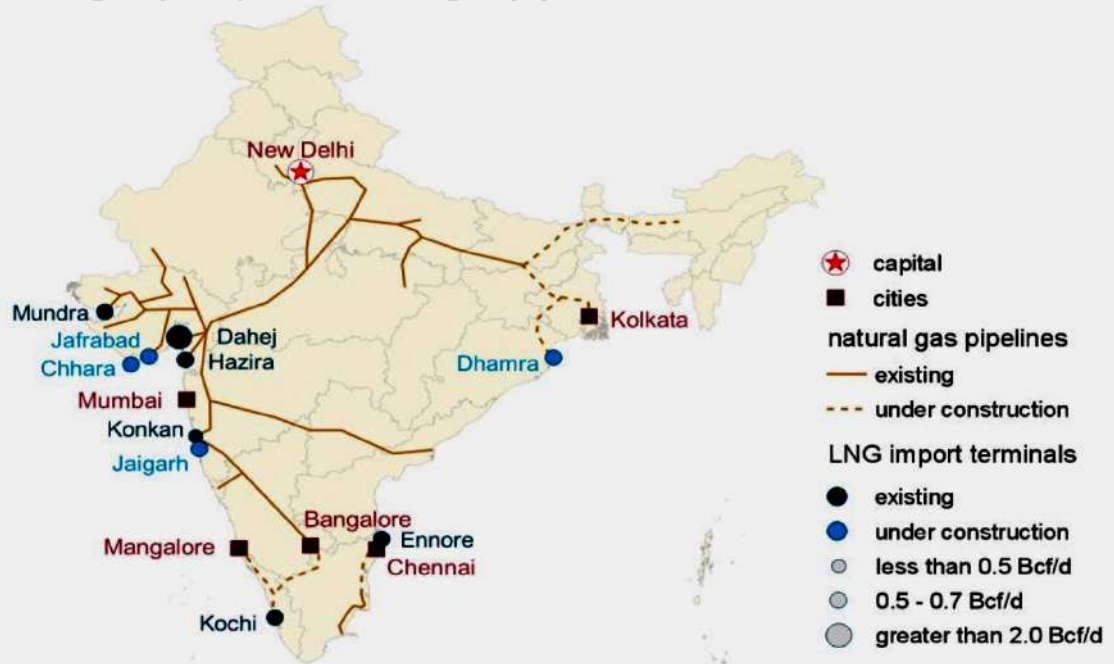 New Delhi
Mundra
Jafrabad
Chhara
Dahej
Hazira
Mumbai
Konkan
Jaigarh
Dhamra
Kolkata
Bangalore
Mangalore
Ennore
Chennai
Kochi
capital
cities
natural gas pipelines
existing
under construction
LNG import terminals
existing
under construction
less than 0.5 Bcf/d
0.5 - 0.7 Bcf/d
greater than 2.0 Bcf/d